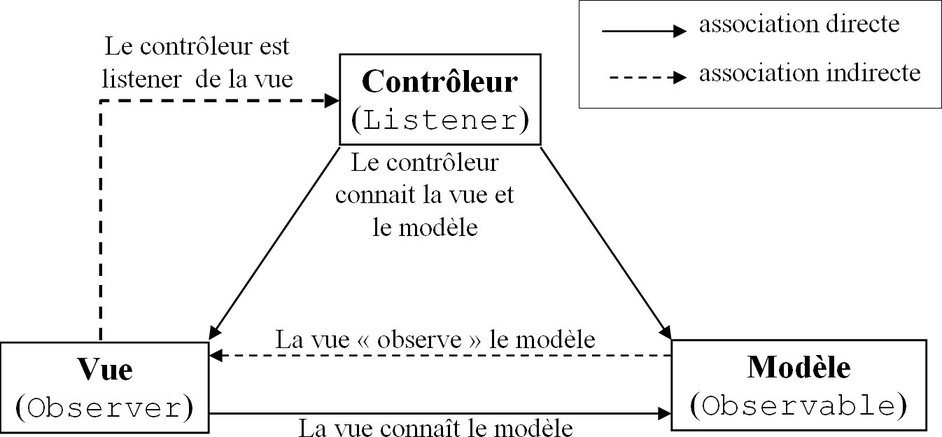 association directe
association indirecte
Le contrôleur est
listener de la vue
Contrôleur
(Listener)
Le contrôleur
connait la vue et
le modèle
La vue « observe » le modèle
Vue
(Observer)
Modèle
(Observable)
La vue connaît le modèle